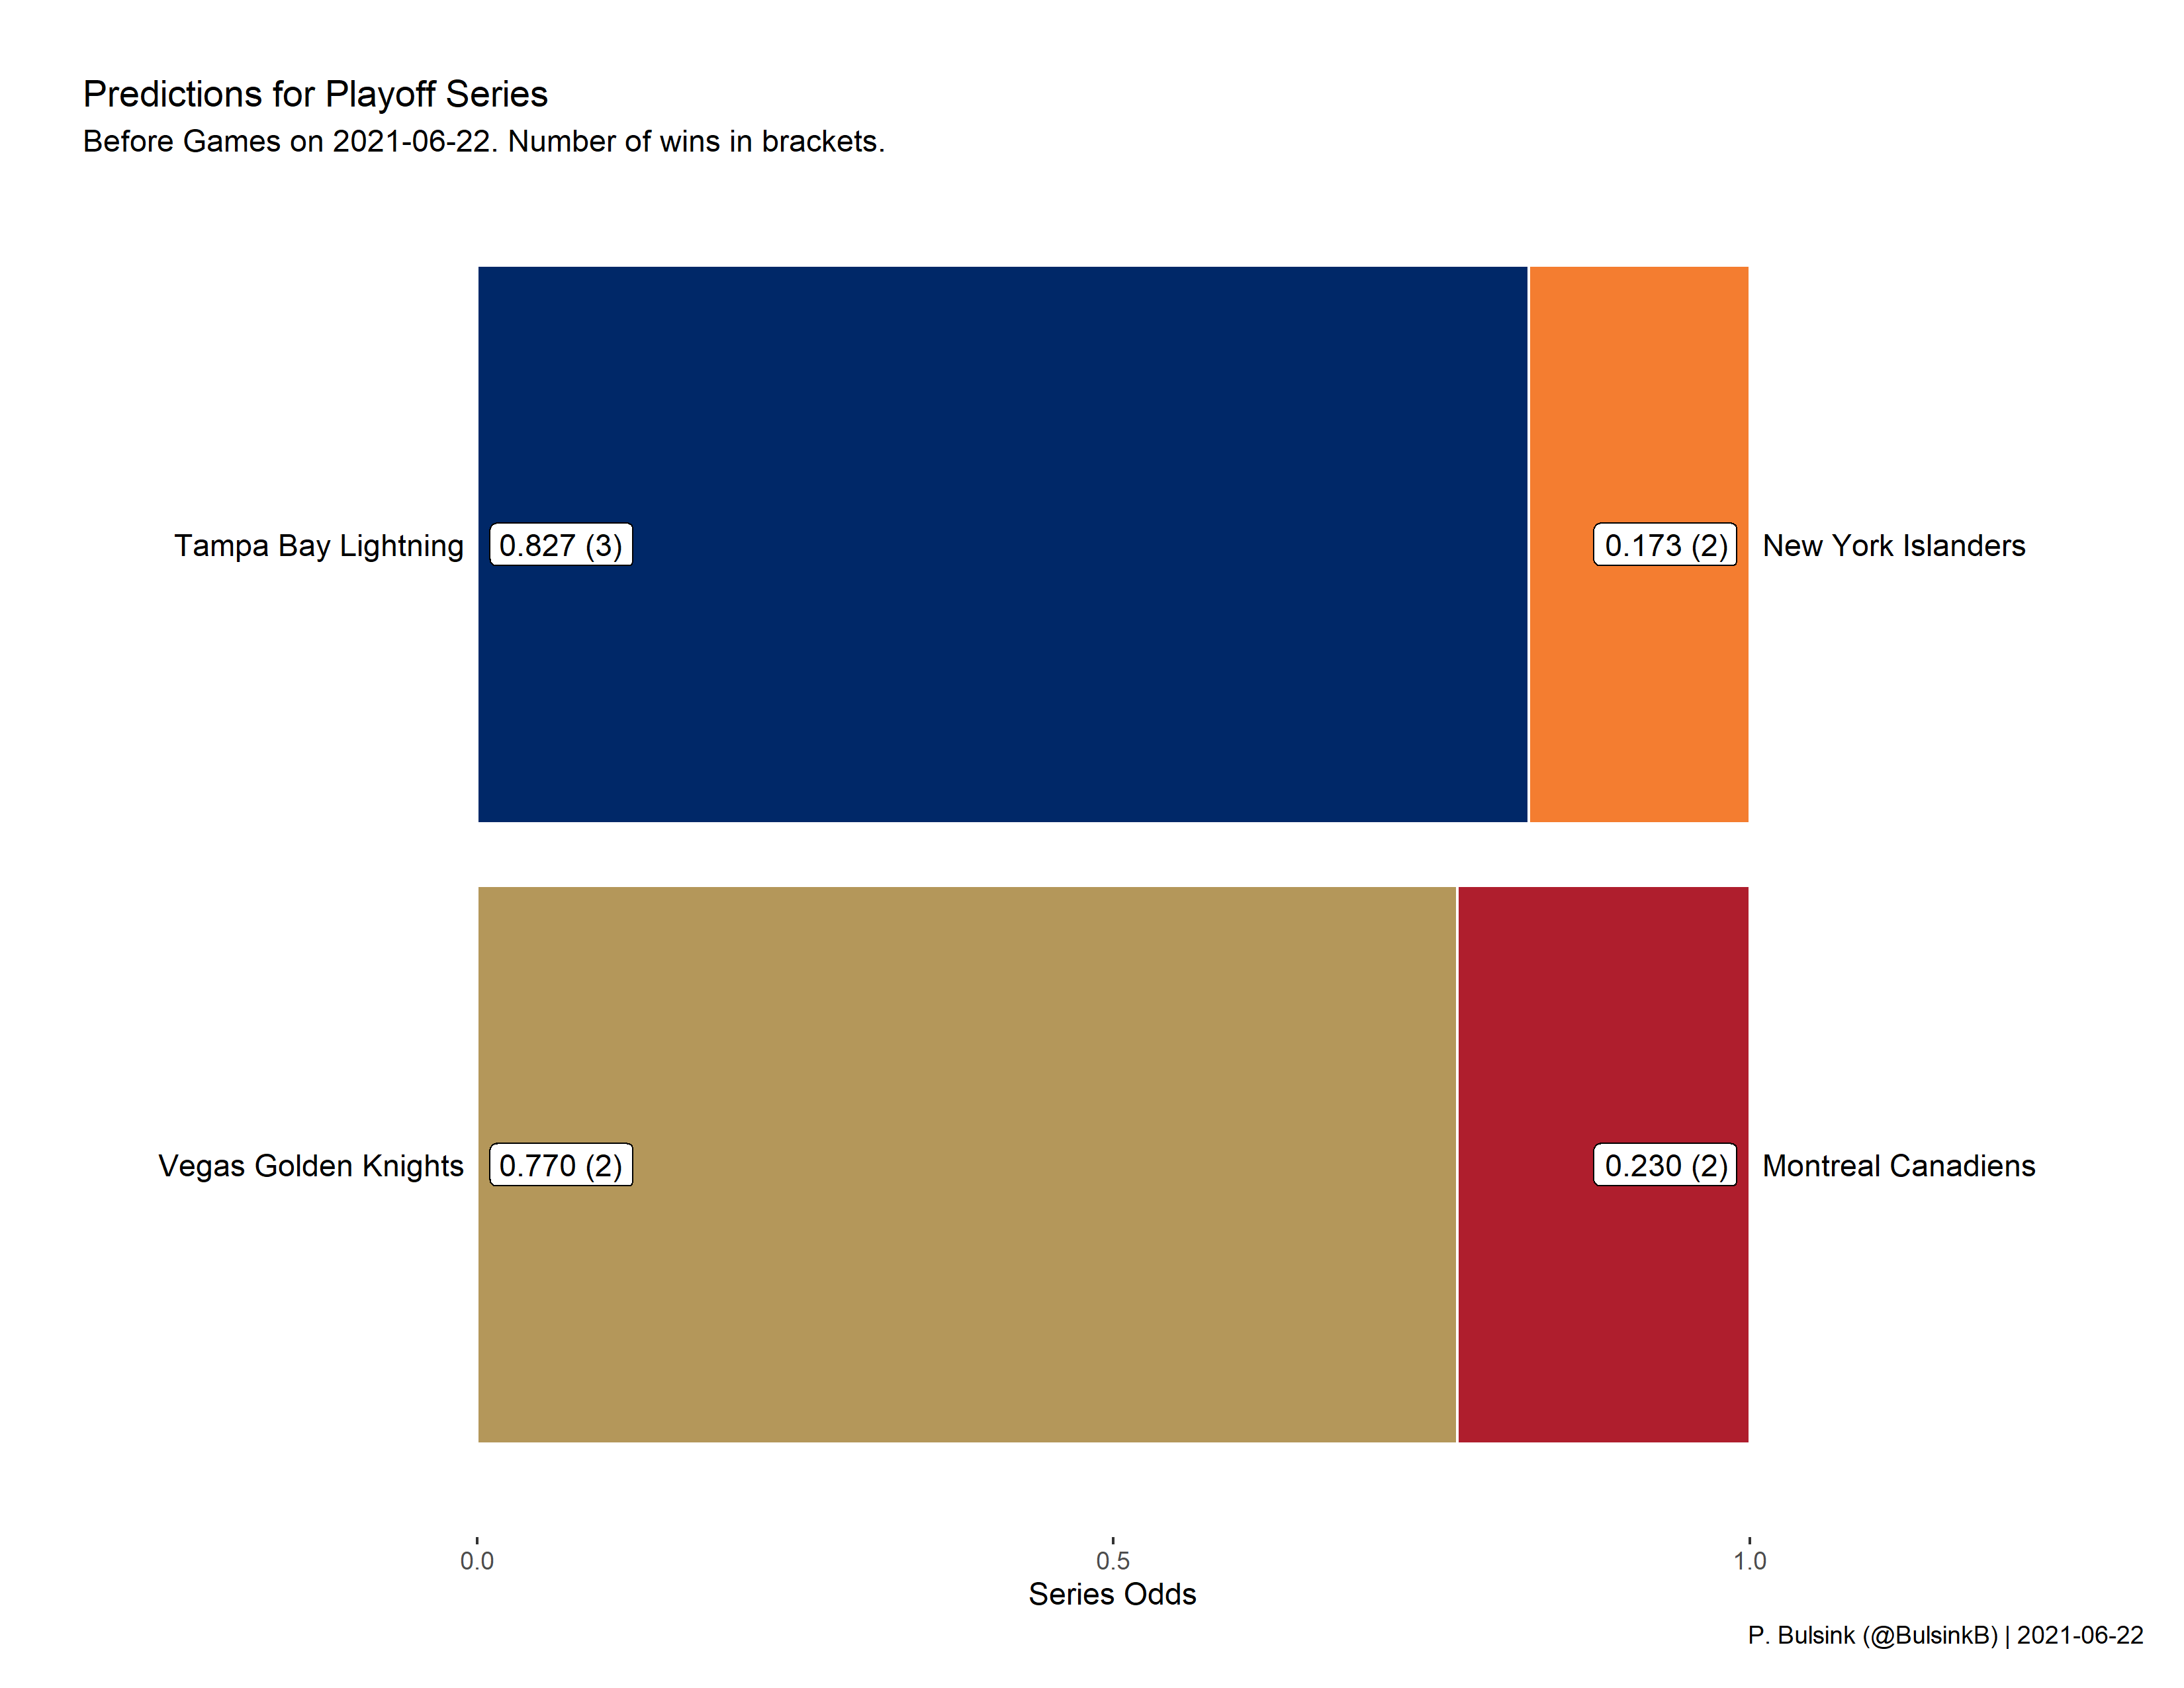 Predictions for Playoff Series
Before Games on 2021-06-22. Number of wins in brackets.
Tampa Bay Lightning 0.827 (3) 0.173 (2) New York Islanders
Vegas Golden Knights 0.770 (2) 0.230 (2) Montreal Canadiens
0.0 0.5 1.0
Series Odds
P. Bulsink (@BulsinkB) | 2021-06-22